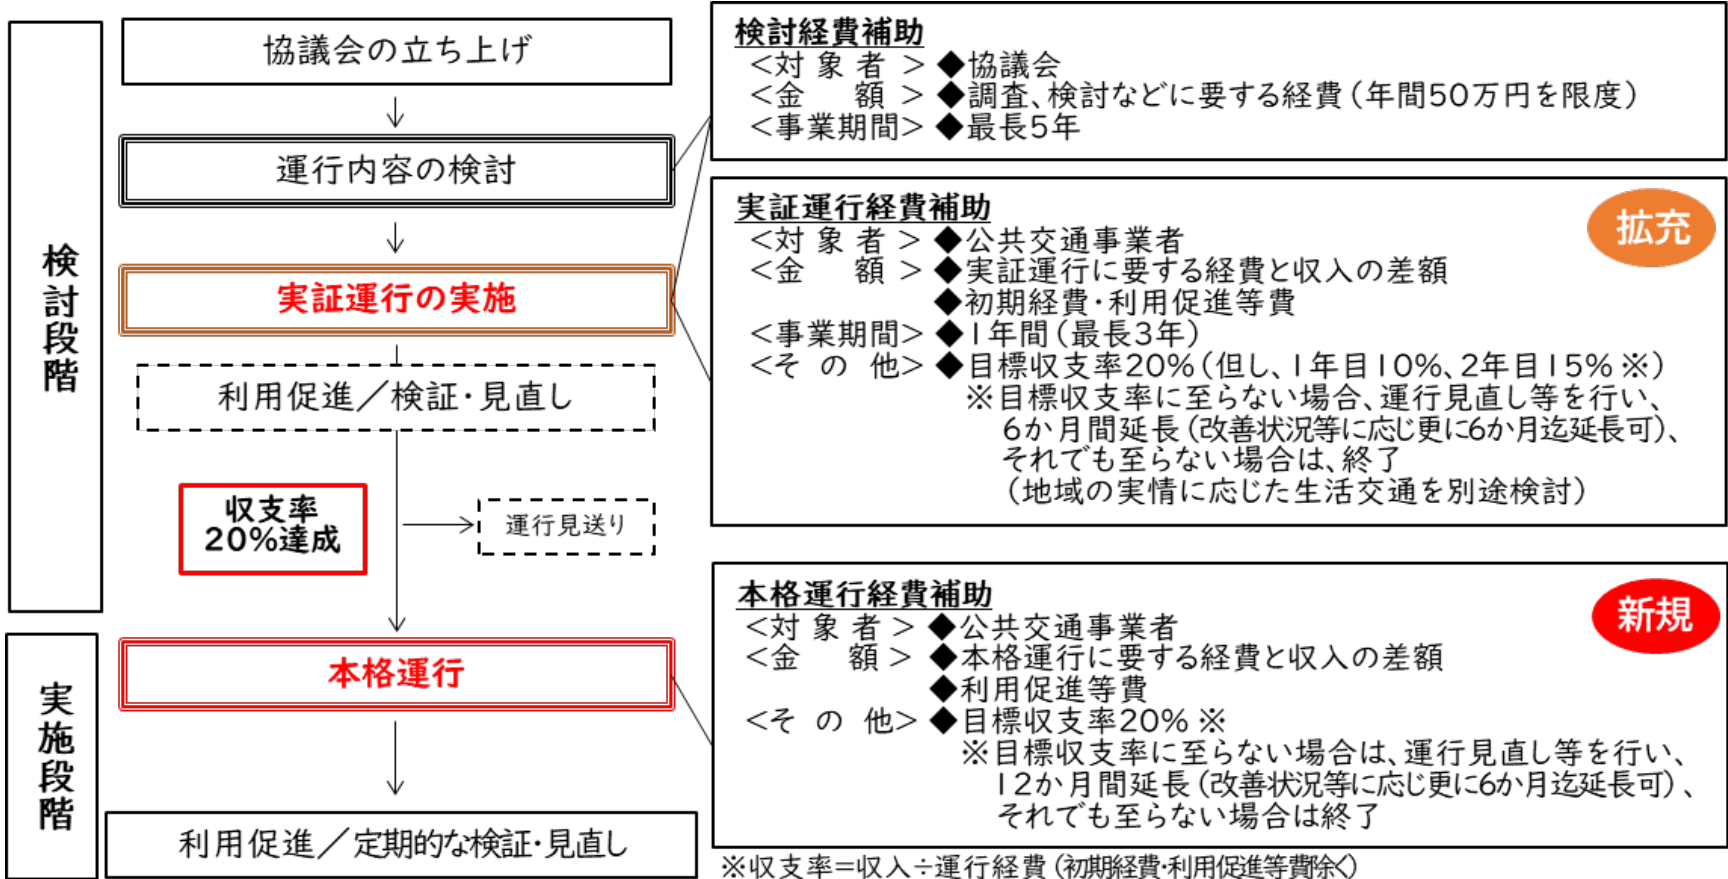 検討段階
協議会の立ち上げ
運行内容の検討
実証運行の実施
利用促進／検証・見直し
収支率
20%達成
運行見送り
実施段階
本格運行
利用促進／定期的な検証・見直し
検討経費補助
＜対 象 者 ＞ ◆協議会
＜金　　額 ＞ ◆調査、検討などに要する経費（年間50万円を限度）
＜事業期間＞ ◆最長5年
実証運行経費補助
拡充
＜対 象 者 ＞ ◆公共交通事業者
＜金　　額 ＞ ◆実証運行に要する経費と収入の差額
◆初期経費・利用促進等費
＜事業期間＞ ◆1年間（最長3年）
＜そ の 他＞ ◆目標収支率20%（但し、1年目10%、2年目15% ※）
※目標収支率に至らない場合、運行見直し等を行い、
6か月間延長（改善状況等に応じ更に6か月迄延長可）、
それでも至らない場合は、終了
（地域の実情に応じた生活交通を別途検討）
本格運行経費補助
新規
＜対 象 者 ＞ ◆公共交通事業者
＜金　　額 ＞ ◆本格運行に要する経費と収入の差額
◆利用促進等費
＜そ の 他＞ ◆目標収支率20% ※
※目標収支率に至らない場合は、運行見直し等を行い、
12か月間延長（改善状況等に応じ更に6か月迄延長可）、
それでも至らない場合は終了
※収支率＝収入÷運行経費（初期経費・利用促進等費除く）